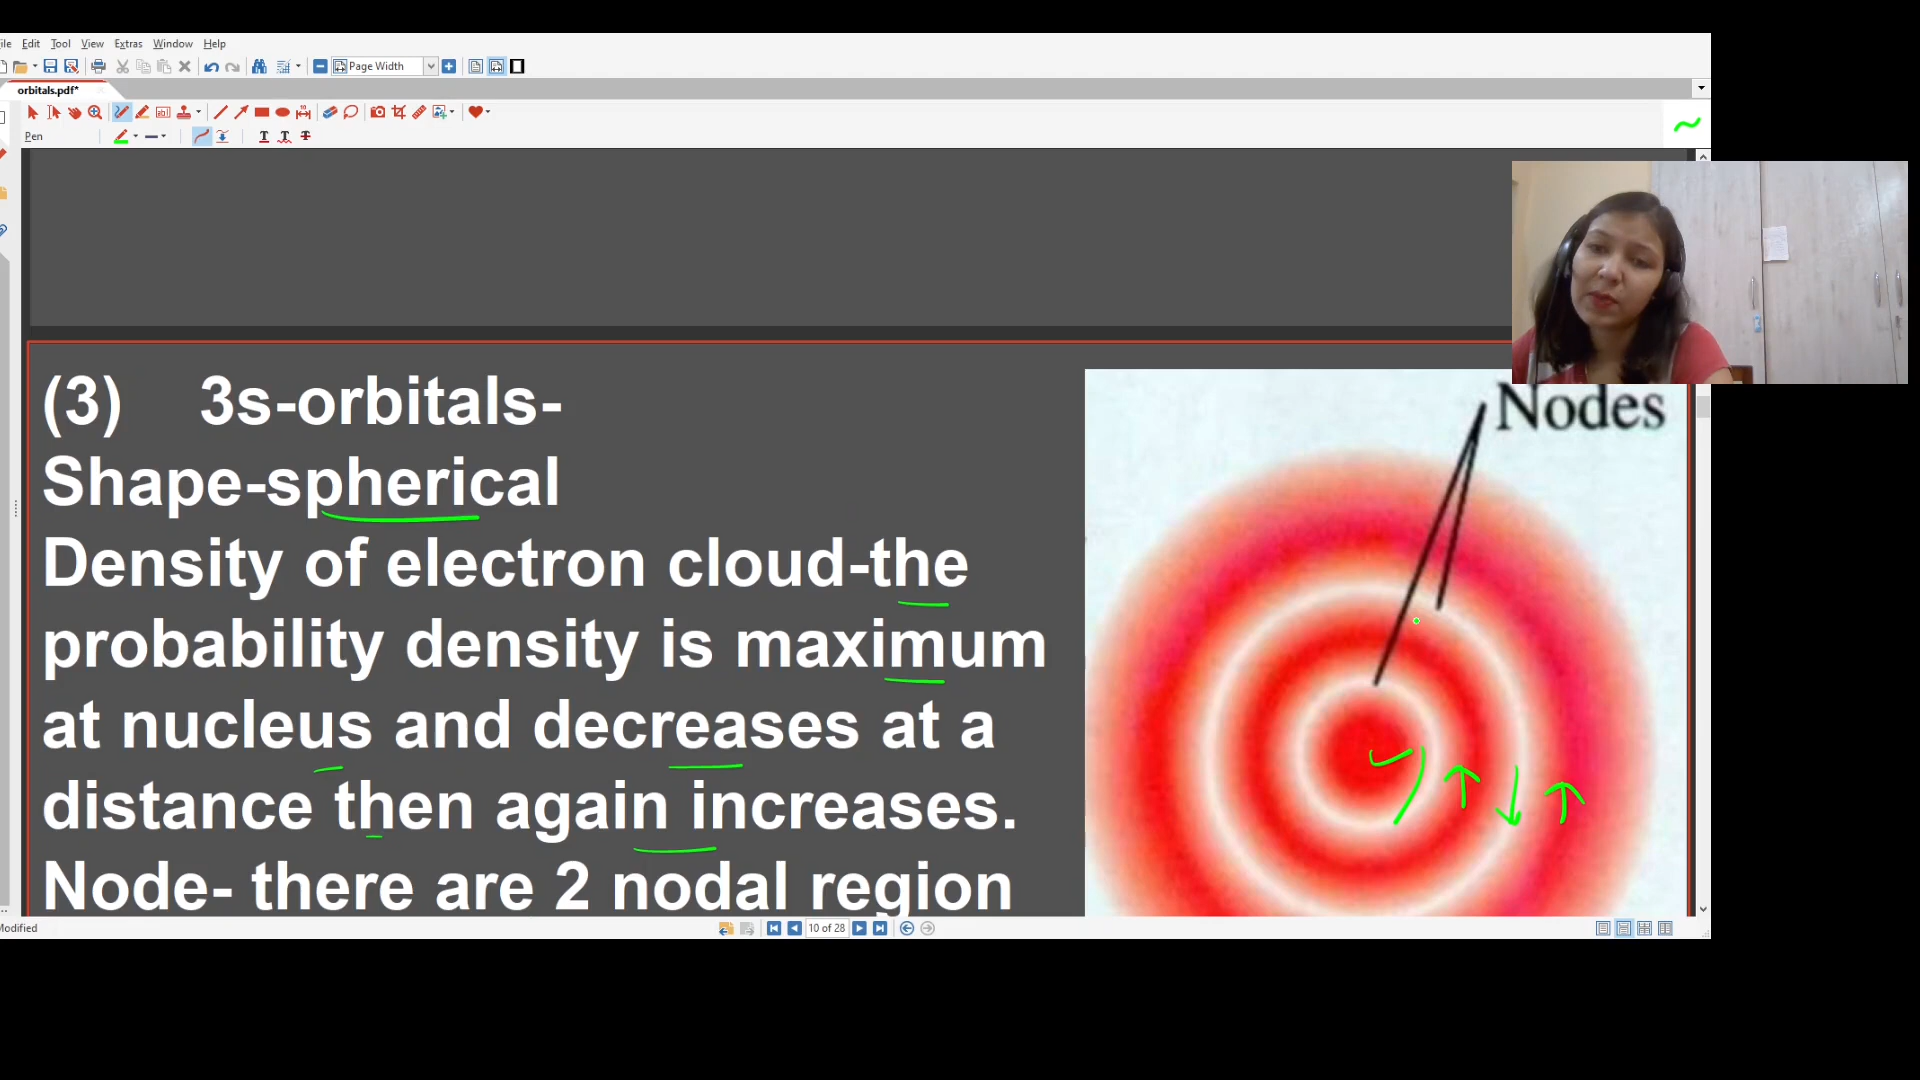 ile Edit Tool View Extras Window Help
Page Width
orbitals.pdf*
Pen
(3) 3s-orbitals-
Shape-spherical
Density of electron cloud-the
probability density is maximum
at nucleus and decreases at a
distance then again increases.
Node- there are 2 nodal region
Nodes
Modified
10 of 28